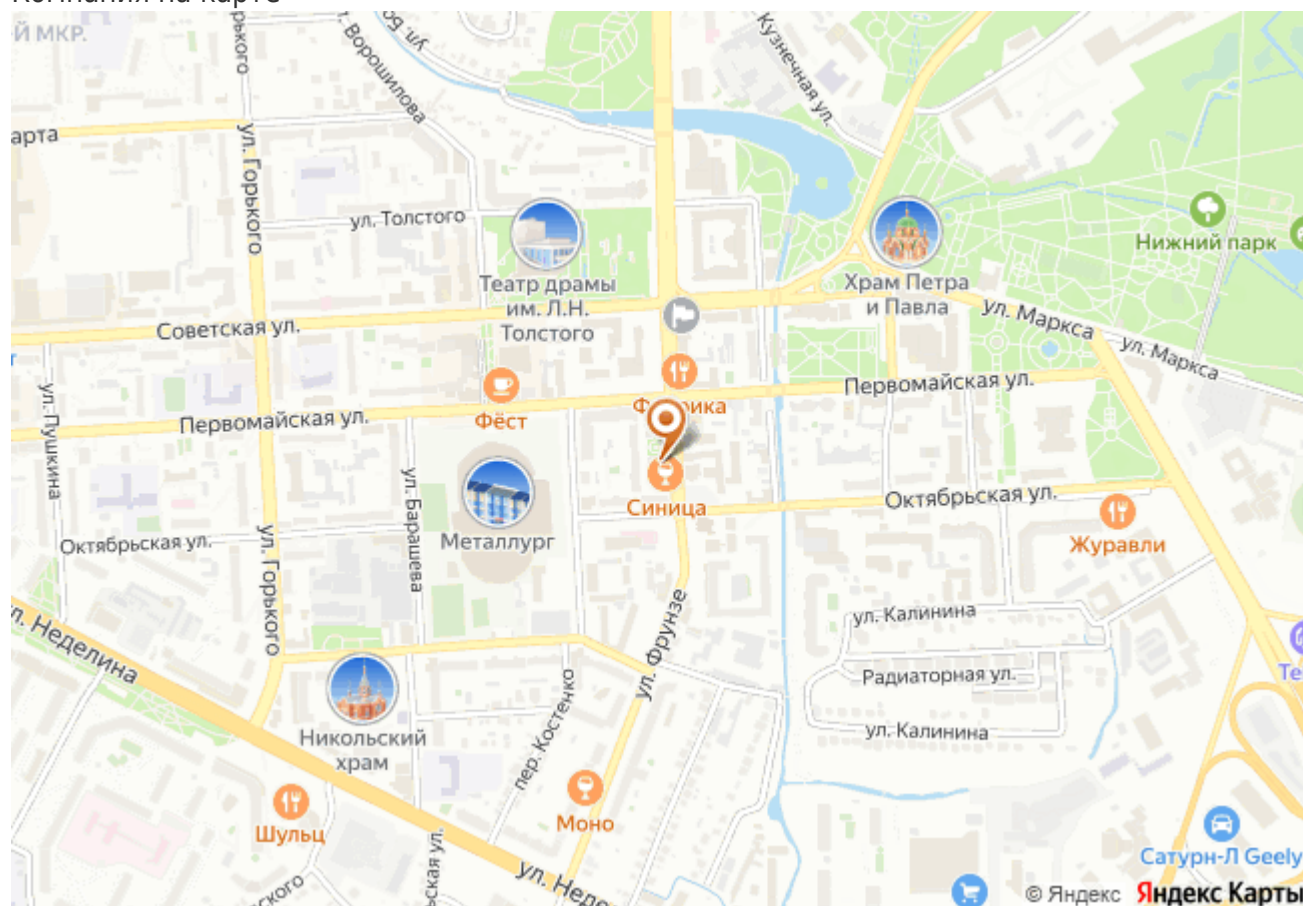 Й МКР.
ул. Горького
ул. Ворошилова
Кузнечная ул.
ул. Горького
ул. Толстого
Нижний парк
Театр драмы
им. Л.Н.
Толстого
Храм Петра
и Павла
ул. Маркса
ул. Маркса
Советская ул.
ул. Пушкина
Первомайская ул.
Фёст
Первомайская ул.
Синица
Октябрьская ул.
Журавли
Металлург
ул. Барашева
Октябрьская ул.
ул. Горького
ул. Неделина
ул. Фрунзе
ул. Калинина
Радиаторная ул.
ул. Калинина
Никольский
храм
пер. Костенко
Шульц
Моно
Сатурн-Л Geely
© Яндекс Яндекс Карты